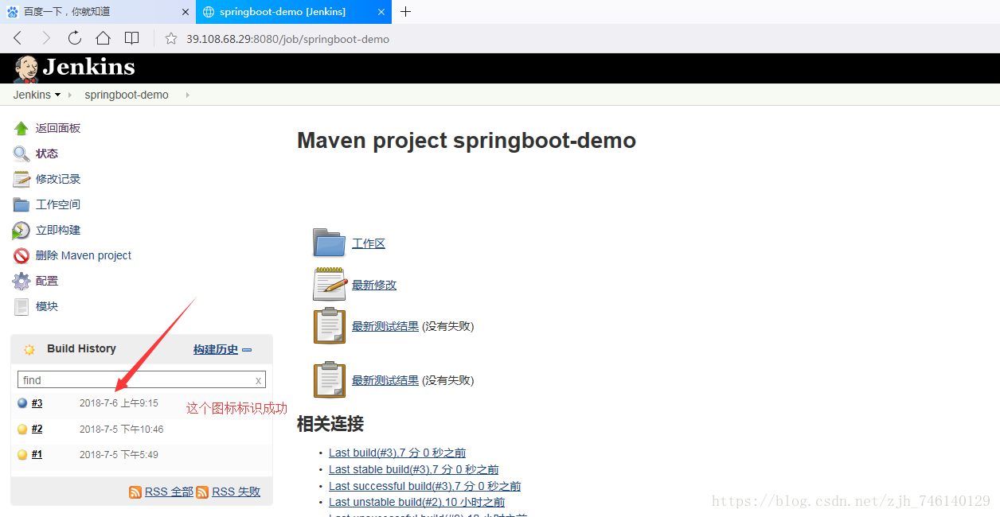 百度一下，你就知道
springboot-demo [Jenkins]
39.108.68.29:8080/job/springboot-demo
Jenkins
Jenkins
springboot-demo
返回面板
状态
修改记录
工作空间
立即构建
删除 Maven project
配置
模块
Build History
构建历史
find
x
#3
2018-7-6 上午9:15
这个图标标识成功
#2
2018-7-5 下午10:46
#1
2018-7-5 下午5:49
RSS 全部
RSS 失败
Maven project springboot-demo
工作区
最新修改
最新测试结果 (没有失败)
最新测试结果 (没有失败)
相关连接
• Last build(#3),7 分 0 秒之前
• Last stable build(#3),7 分 0 秒之前
• Last successful build(#3),7 分 0 秒之前
• Last unstable build(#2),10 小时之前
https://blog.csdn.net/zjh_746140129